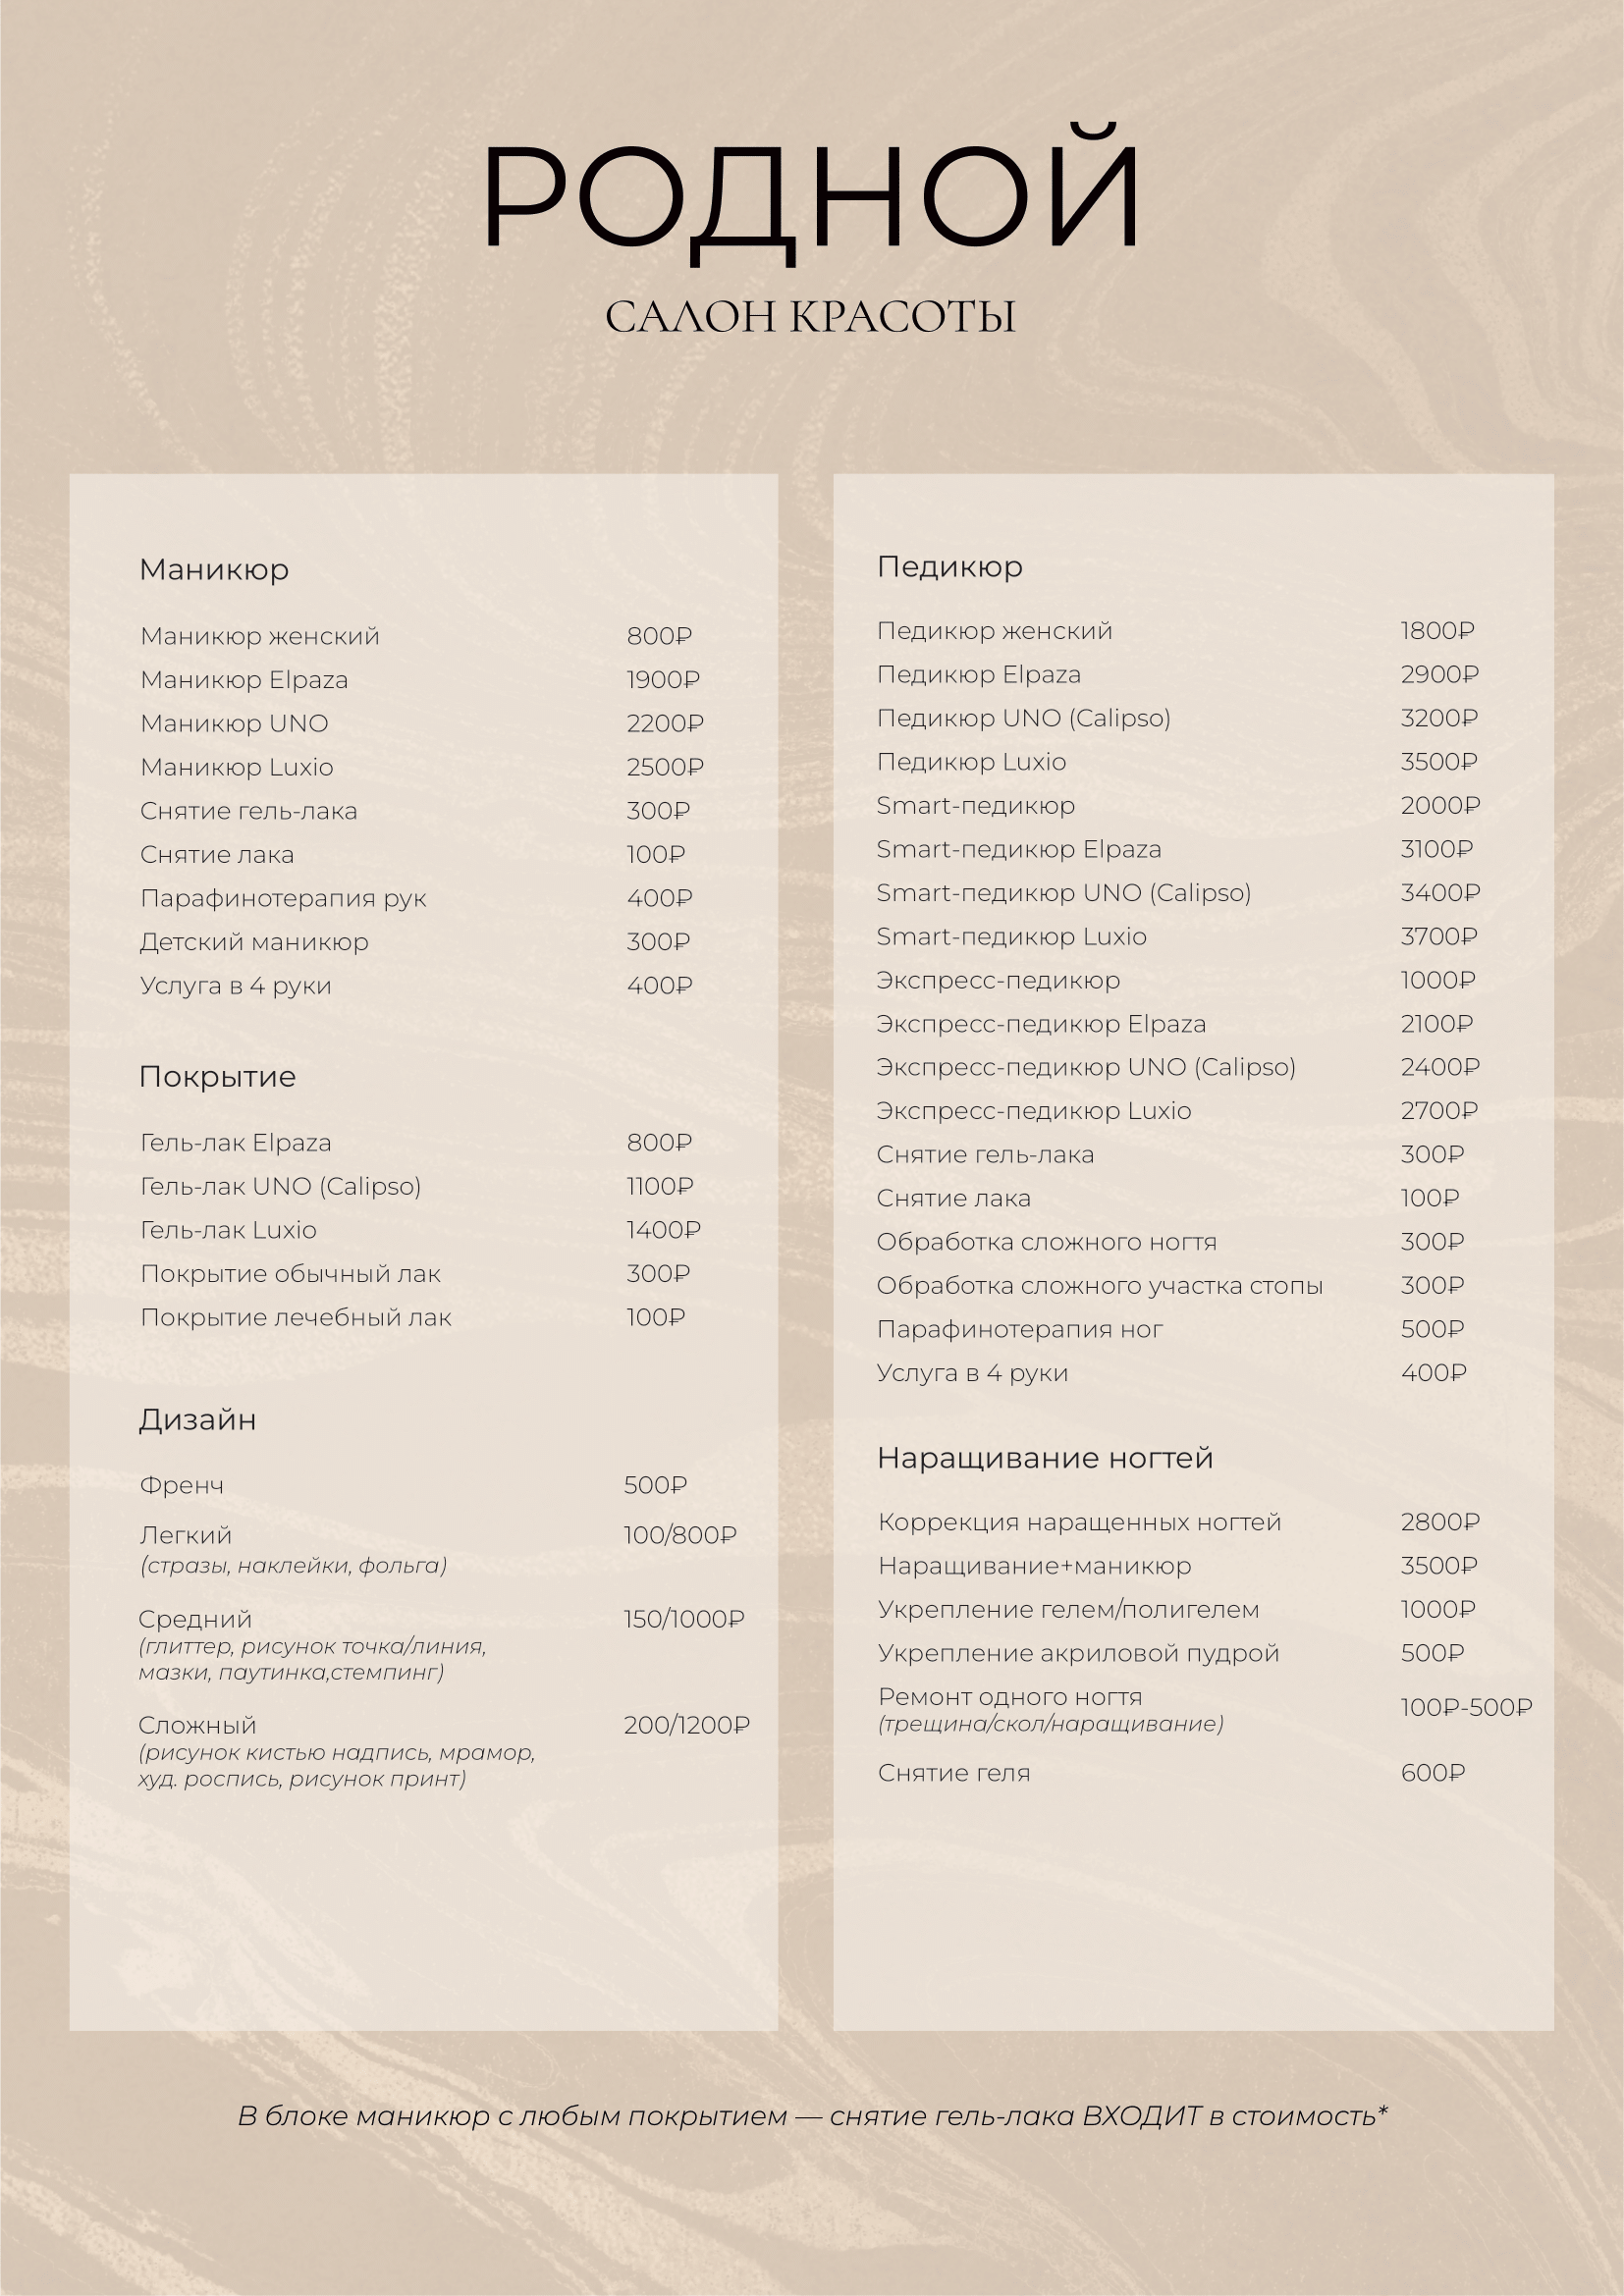 РОДНОЙ
САЛОН КРАСОТЫ
Маникюр
Маникюр женский 800₽
Маникюр Elpaza 1900₽
Маникюр UNO 2200₽
Маникюр Luxio 2500₽
Снятие гель-лака 300₽
Снятие лака 100₽
Парафинотерапия рук 400₽
Детский маникюр 300₽
Услуга в 4 руки 400₽
Покрытие
Гель-лак Elpaza 800₽
Гель-лак UNO (Calipso) 1100₽
Гель-лак Luxio 1400₽
Покрытие обычный лак 300₽
Покрытие лечебный лак 100₽
Дизайн
Френч 500₽
Легкий 100/800₽
(стразы, наклейки, фольга)
Средний 150/1000₽
(глиттер, рисунок точка/линия,
мазки, паутинка,стемпинг)
Сложный 200/1200₽
(рисунок кистью надпись, мрамор,
худ. роспись, рисунок принт)
Педикюр
Педикюр женский 1800₽
Педикюр Elpaza 2900₽
Педикюр UNO (Calipso) 3200₽
Педикюр Luxio 3500₽
Smart-педикюр 2000₽
Smart-педикюр Elpaza 3100₽
Smart-педикюр UNO (Calipso) 3400₽
Smart-педикюр Luxio 3700₽
Экспресс-педикюр 1000₽
Экспресс-педикюр Elpaza 2100₽
Экспресс-педикюр UNO (Calipso) 2400₽
Экспресс-педикюр Luxio 2700₽
Снятие гель-лака 300₽
Снятие лака 100₽
Обработка сложного ногтя 300₽
Обработка сложного участка стопы 300₽
Парафинотерапия ног 500₽
Услуга в 4 руки 400₽
Наращивание ногтей
Коррекция наращенных ногтей 2800₽
Наращивание+маникюр 3500₽
Укрепление гелем/полигелем 1000₽
Укрепление акриловой пудрой 500₽
Ремонт одного ногтя 100₽-500₽
(трещина/скол/наращивание)
Снятие геля 600₽
В блоке маникюр с любым покрытием — снятие гель-лака ВХОДИТ в стоимость*